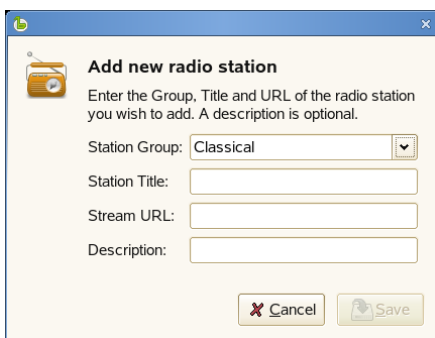 Add new radio station
Enter the Group, Title and URL of the radio station
you wish to add. A description is optional.
Station Group: Classical
Station Title:
Stream URL:
Description:
Cancel Save